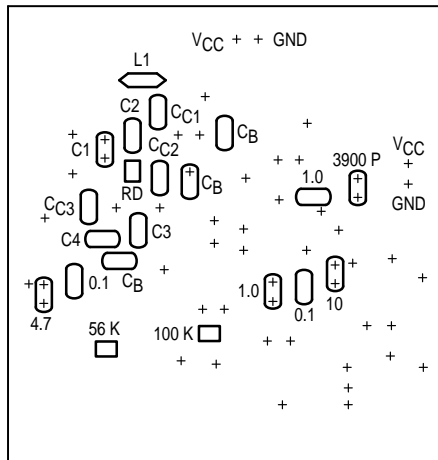 VCC GND
L1
C2
CC1
C1
CB
CC2
3900 P
VCC
RD
CB
1.0
GND
CC3
C4
C3
0.1
CB
1.0
0.1
10
4.7
56 K
100 K